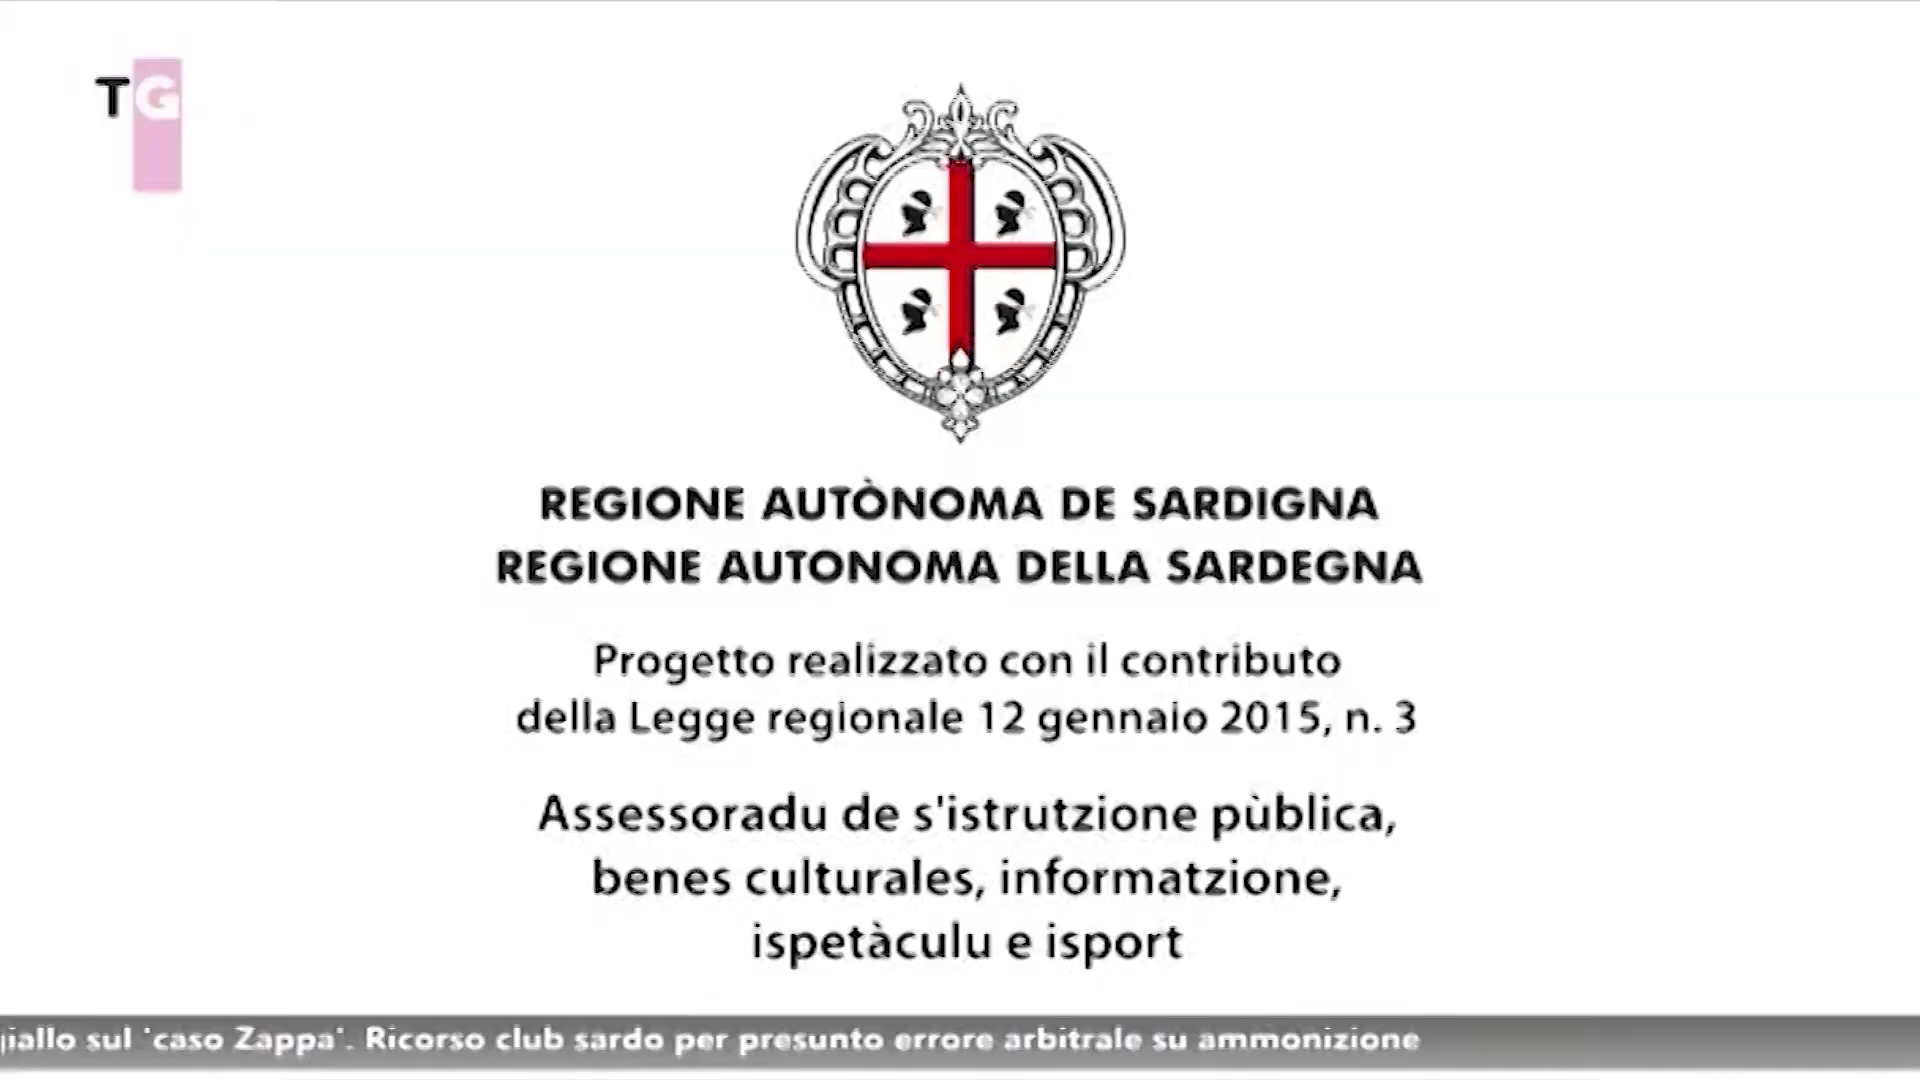 TG
REGIONE AUTÒNOMA DE SARDIGNA
REGIONE AUTONOMA DELLA SARDEGNA
Progetto realizzato con il contributo
della Legge regionale 12 gennaio 2015, n. 3
Assessoradu de s'istrutzione pùblica,
benes culturales, informatzione,
ispetàculu e isport
giallo sul 'caso Zappa'. Ricorso club sardo per presunto errore arbitrale su ammonizione